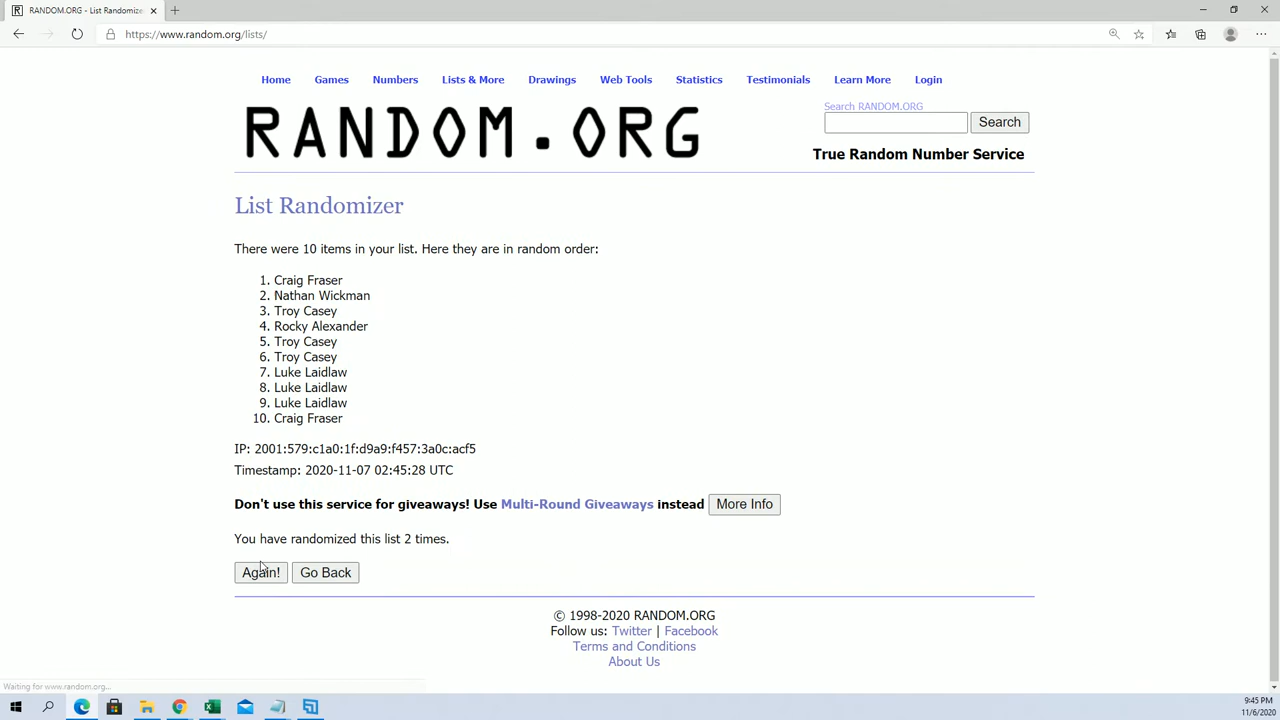 RANDOM.ORG - List Randomize
https://www.random.org/lists/
Home Games Numbers Lists & More Drawings Web Tools Statistics Testimonials Learn More Login
RANDOM.ORG
Search RANDOM.ORG
Search
True Random Number Service
List Randomizer
There were 10 items in your list. Here they are in random order:
1. Craig Fraser
2. Nathan Wickman
3. Troy Casey
4. Rocky Alexander
5. Troy Casey
6. Troy Casey
7. Luke Laidlaw
8. Luke Laidlaw
9. Luke Laidlaw
10. Craig Fraser
IP: 2001:579:c1a0:1f:d9a9:f457:3a0c:acf5
Timestamp: 2020-11-07 02:45:28 UTC
Don't use this service for giveaways! Use Multi-Round Giveaways instead More Info
You have randomized this list 2 times.
Again! Go Back
© 1998-2020 RANDOM.ORG
Follow us: Twitter | Facebook
Terms and Conditions
About Us
Waiting for www.random.org...
9:45 PM
11/6/2020